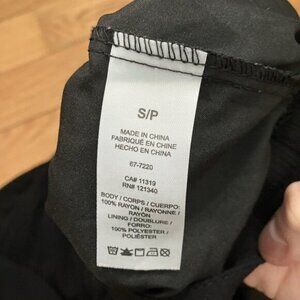 S/P
MADE IN CHINA
FABRIQUÉ EN CHINE
HECHO EN CHINA
67-7220
CA# 11319
RN# 121340
BODY / CORPS / CUERPO:
100% RAYON / RAYONNE /
RAYÓN
LINING / DOUBLURE /
FORRO:
100% POLYESTER /
POLIÉSTER